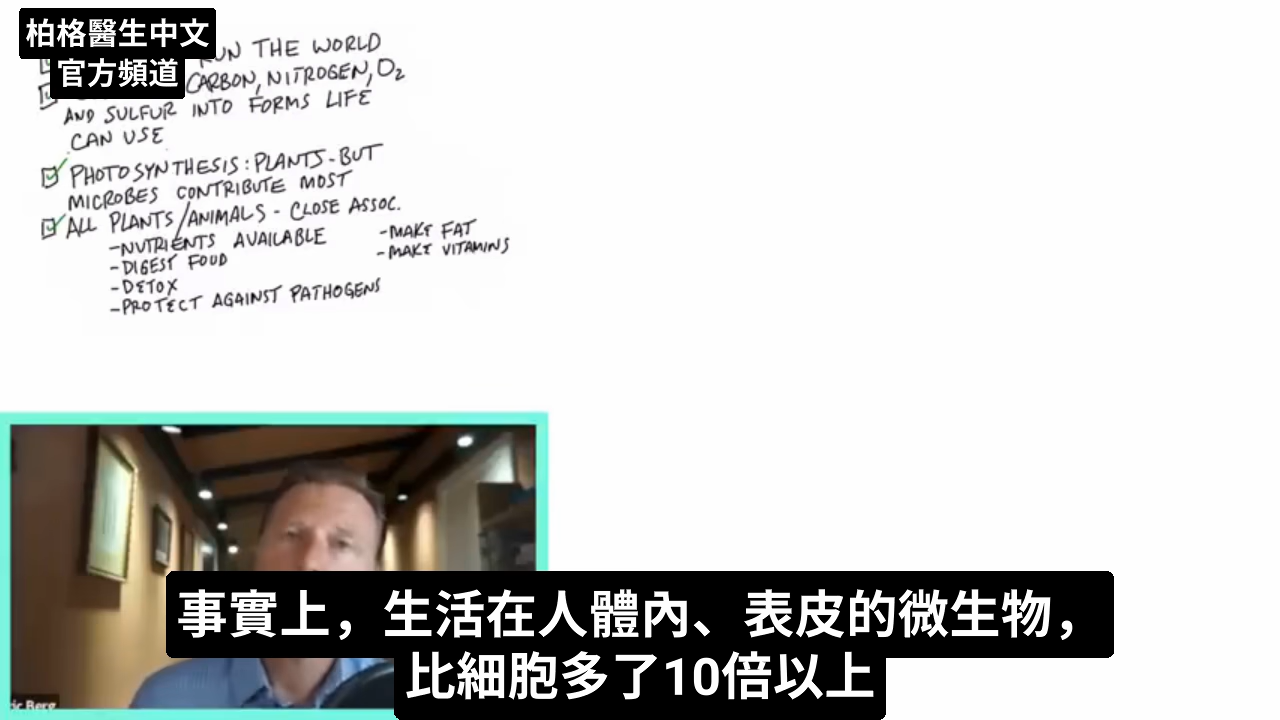 柏格醫生中文
官方頻道
RUN THE WORLD
CARBON, NITROGEN, O2
AND SULFUR INTO FORMS LIFE
CAN USE
PHOTOSYNTHESIS: PLANTS - BUT
MICROBES CONTRIBUTE MOST
ALL PLANTS/ANIMALS - CLOSE ASSOC.
-NUTRIENTS AVAILABLE
-DIGEST FOOD
-DETOX
-PROTECT AGAINST PATHOGENS
-MAKE FAT
-MAKE VITAMINS
事實上，生活在人體內、表皮的微生物，
比細胞多了10倍以上
Berg